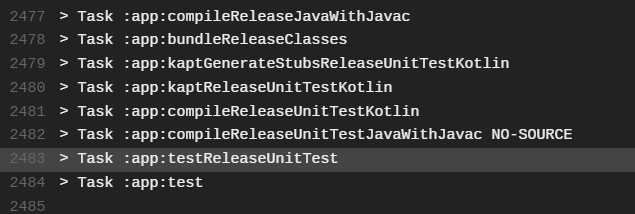 2477 > Task :app:compileReleaseJavaWithJavac
2478 > Task :app:bundleReleaseClasses
2479 > Task :app:kaptGenerateStubsReleaseUnitTestKotlin
2480 > Task :app:kaptReleaseUnitTestKotlin
2481 > Task :app:compileReleaseUnitTestKotlin
2482 > Task :app:compileReleaseUnitTestJavaWithJavac NO-SOURCE
2483 > Task :app:testReleaseUnitTest
2484 > Task :app:test
2485